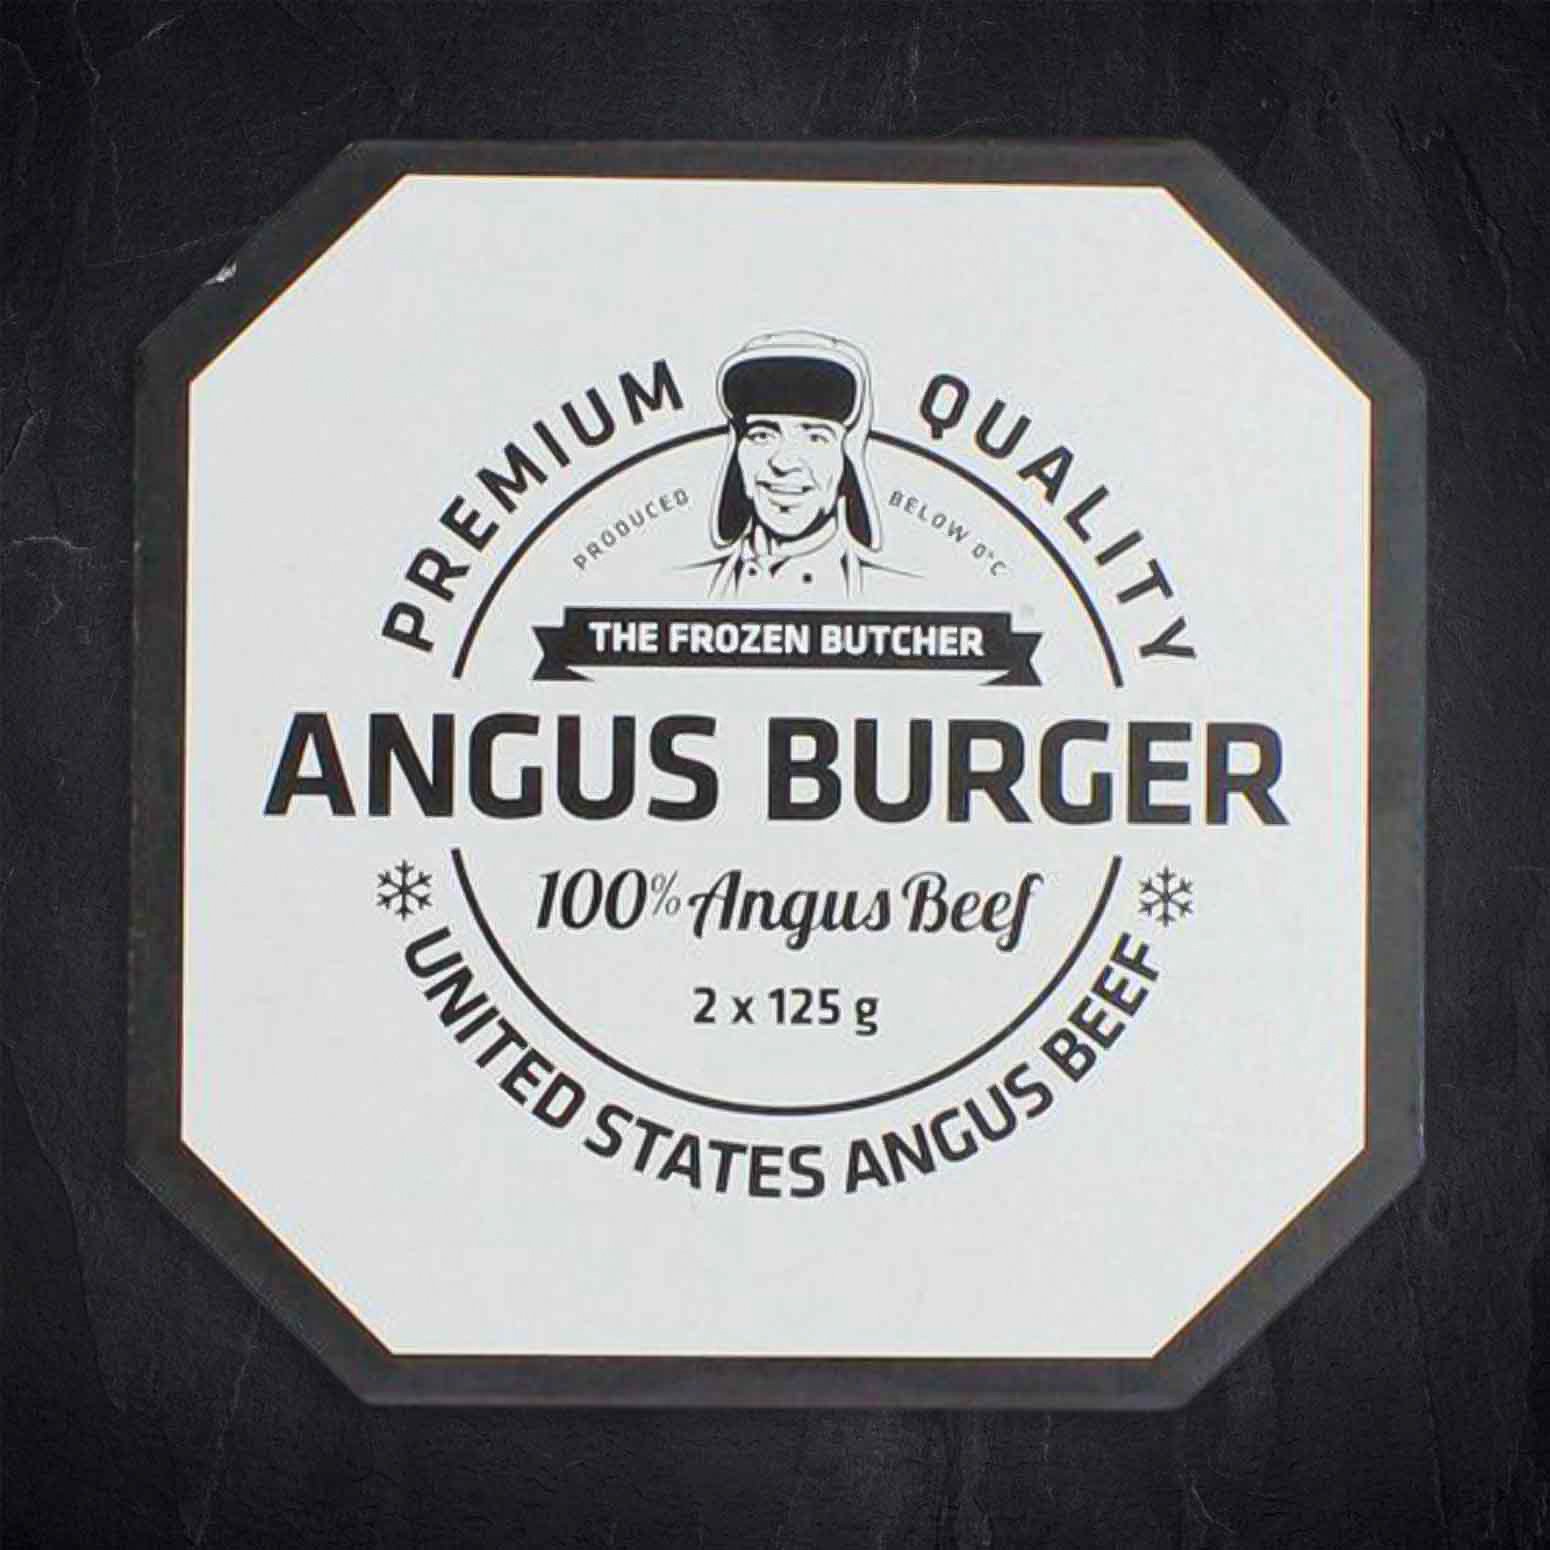 PREMIUM QUALITY
PRODUCED BELOW 0°C
THE FROZEN BUTCHER
ANGUS BURGER
100% Angus Beef
2 x 125 g
UNITED STATES ANGUS BEEF